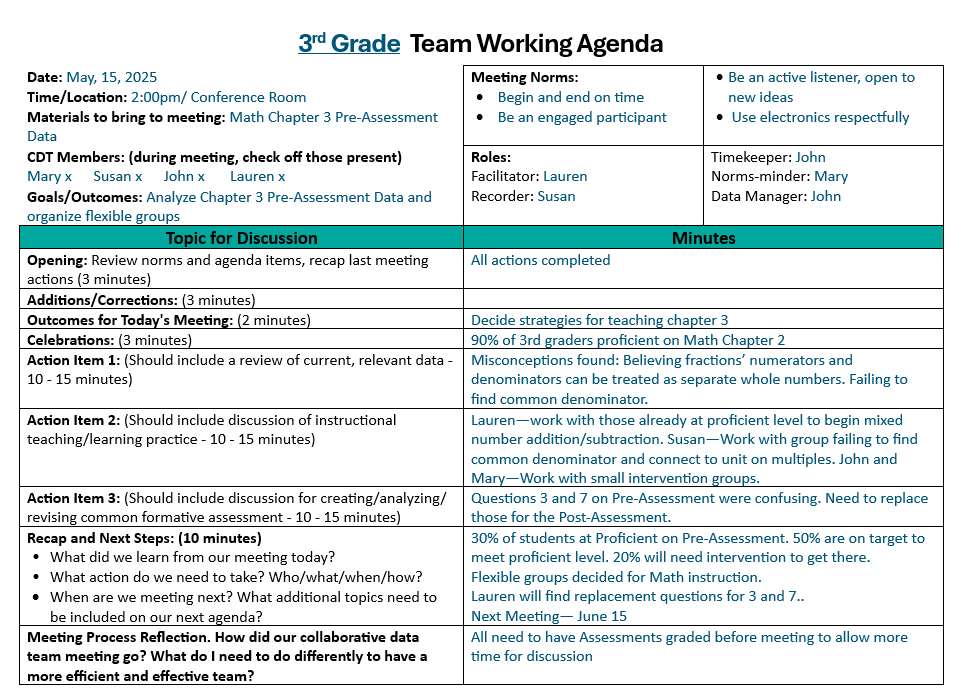 3rd Grade Team Working Agenda
Date: May, 15, 2025
Time/Location: 2:00pm/ Conference Room
Materials to bring to meeting: Math Chapter 3 Pre-Assessment
Data
CDT Members: (during meeting, check off those present)
Mary x Susan x John x Lauren x
Goals/Outcomes: Analyze Chapter 3 Pre-Assessment Data and
organize flexible groups
Meeting Norms:
• Begin and end on time
• Be an engaged participant
• Be an active listener, open to
new ideas
• Use electronics respectfully
Roles:
Facilitator: Lauren
Recorder: Susan
Timekeeper: John
Norms-minder: Mary
Data Manager: John
Topic for Discussion
Minutes
Opening: Review norms and agenda items, recap last meeting
actions (3 minutes)
All actions completed
Additions/Corrections: (3 minutes)
Outcomes for Today's Meeting: (2 minutes)
Decide strategies for teaching chapter 3
Celebrations: (3 minutes)
90% of 3rd graders proficient on Math Chapter 2
Action Item 1: (Should include a review of current, relevant data -
10 - 15 minutes)
Misconceptions found: Believing fractions’ numerators and
denominators can be treated as separate whole numbers. Failing to
find common denominator.
Action Item 2: (Should include discussion of instructional
teaching/learning practice - 10 - 15 minutes)
Lauren—work with those already at proficient level to begin mixed
number addition/subtraction. Susan—Work with group failing to find
common denominator and connect to unit on multiples. John and
Mary—Work with small intervention groups.
Action Item 3: (Should include discussion for creating/analyzing/
revising common formative assessment - 10 - 15 minutes)
Questions 3 and 7 on Pre-Assessment were confusing. Need to replace
those for the Post-Assessment.
Recap and Next Steps: (10 minutes)
• What did we learn from our meeting today?
• What action do we need to take? Who/what/when/how?
• When are we meeting next? What additional topics need to
be included on our next agenda?
30% of students at Proficient on Pre-Assessment. 50% are on target to
meet proficient level. 20% will need intervention to get there.
Flexible groups decided for Math instruction.
Lauren will find replacement questions for 3 and 7..
Next Meeting— June 15
Meeting Process Reflection. How did our collaborative data
team meeting go? What do I need to do differently to have a
more efficient and effective team?
All need to have Assessments graded before meeting to allow more
time for discussion